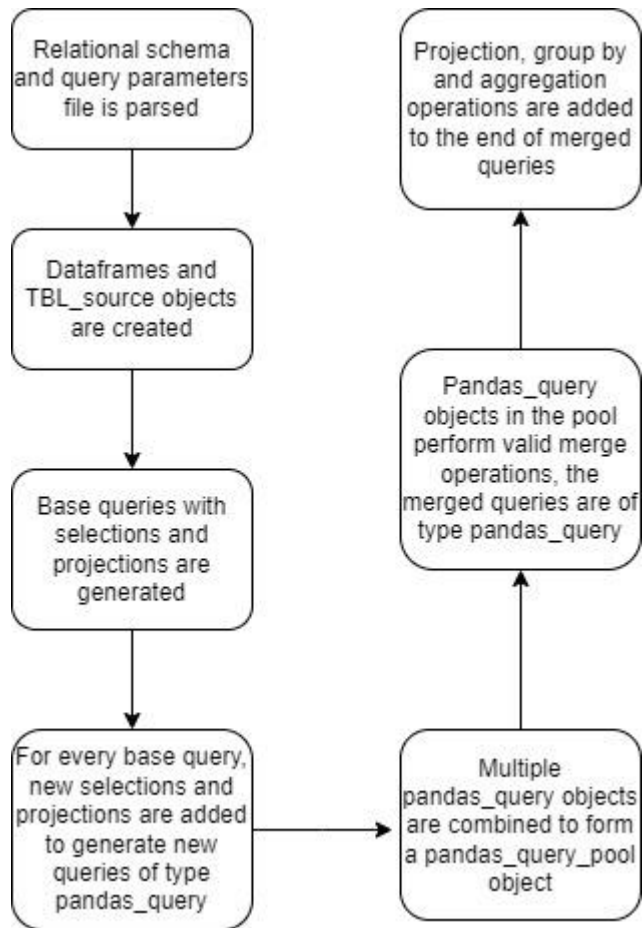 Relational schema
and query parameters
file is parsed
Dataframes and
TBL_source objects
are created
Base queries with
selections and
projections are
generated
For every base query,
new selections and
projections are added
to generate new
queries of type
pandas_query
Multiple
pandas_query objects
are combined to form
a pandas_query_pool
object
Pandas_query
objects in the pool
perform valid merge
operations, the
merged queries are of
type pandas_query
Projection, group by
and aggregation
operations are added
to the end of merged
queries